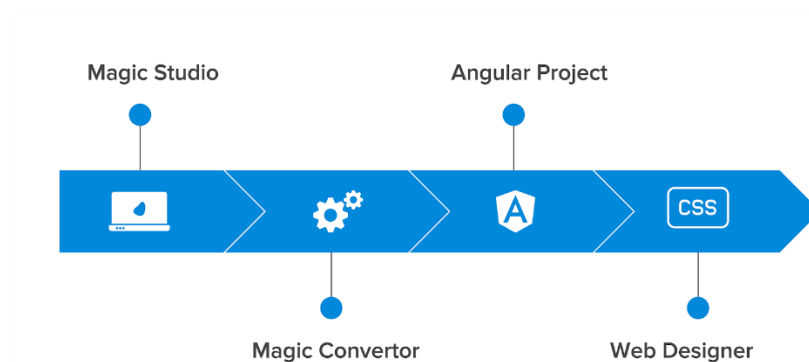 Magic Studio
Angular Project
A
CSS
Magic Convertor
Web Designer